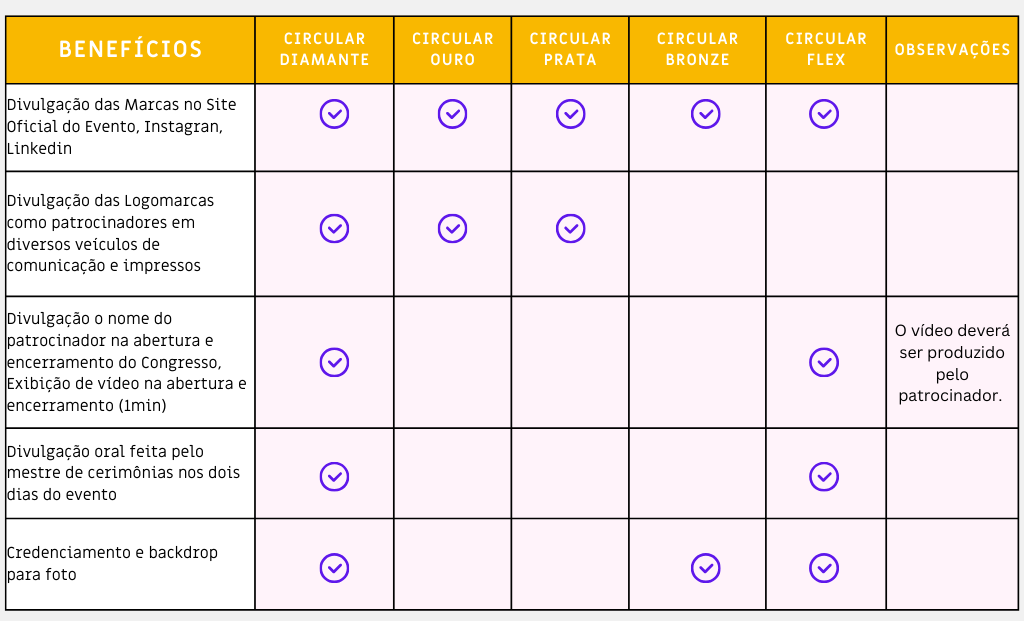 BENEFÍCIOS
CIRCULAR
DIAMANTE
CIRCULAR
OURO
CIRCULAR
PRATA
CIRCULAR
BRONZE
CIRCULAR
FLEX
OBSERVAÇÕES
Divulgação das Marcas no Site
Oficial do Evento, Instagran,
Linkedin
Divulgação das Logomarcas
como patrocinadores em
diversos veículos de
comunicação e impressos
Divulgação o nome do
patrocinador na abertura e
encerramento do Congresso,
Exibição de vídeo na abertura e
encerramento (1min)
O vídeo deverá
ser produzido
pelo
patrocinador.
Divulgação oral feita pelo
mestre de cerimônias nos dois
dias do evento
Credenciamento e backdrop
para foto